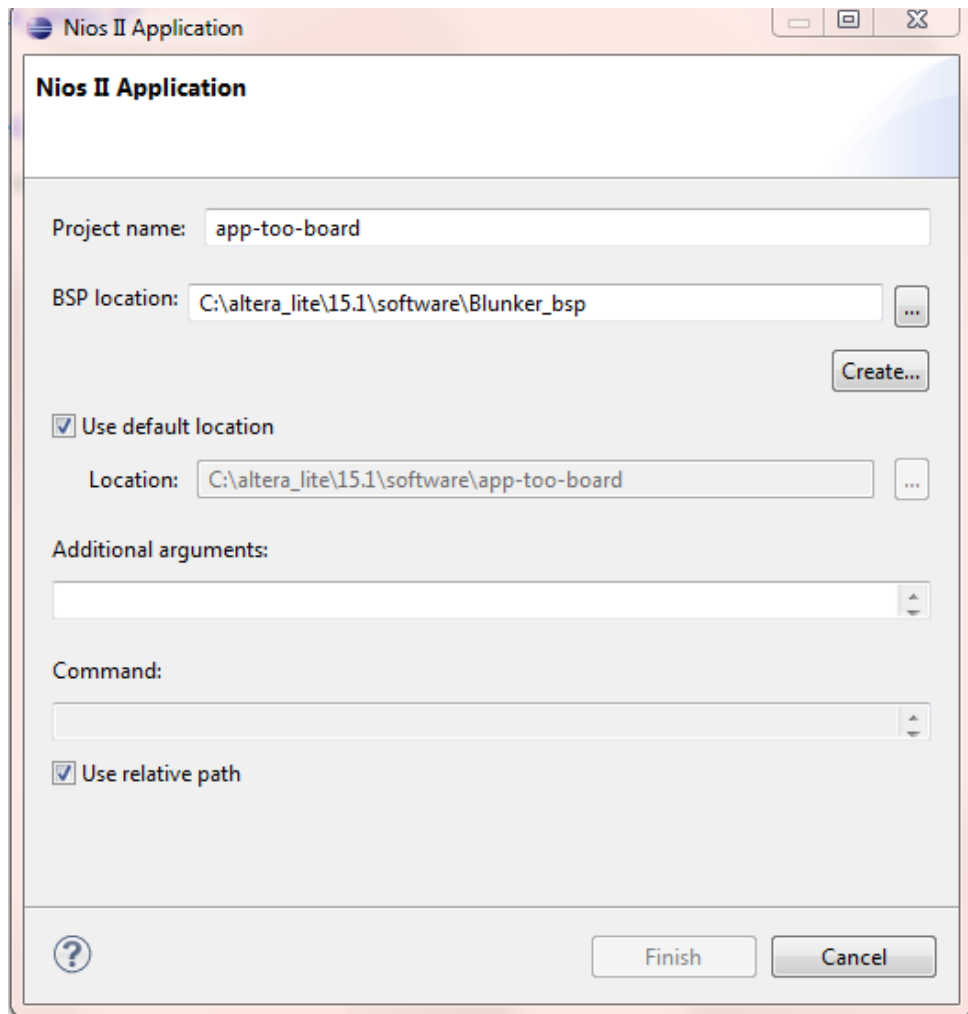 Nios II Application
Nios II Application
Project name: app-too-board
BSP location: C:\altera_lite\15.1\software\Blunker_bsp ...
Create...
Use default location
Location: C:\altera_lite\15.1\software\app-too-board ...
Additional arguments:
Command:
Use relative path
? Finish Cancel